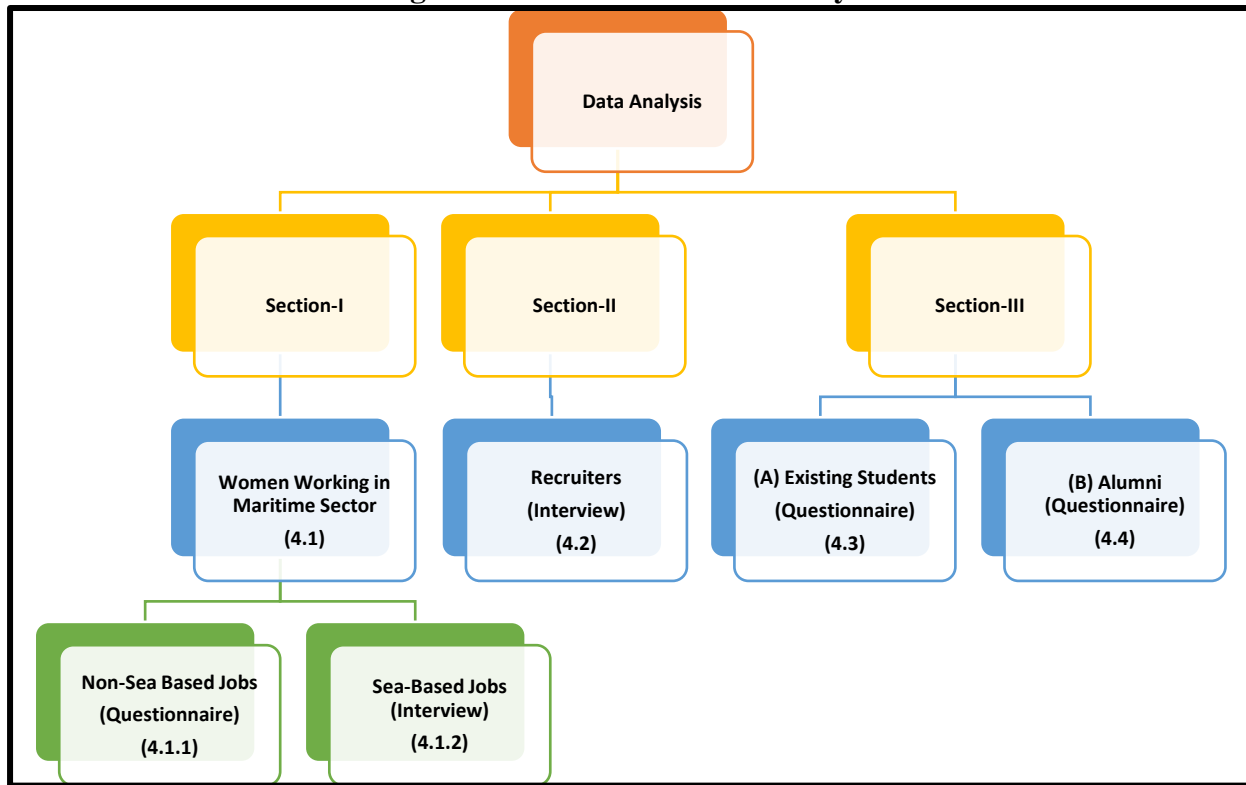 Data Analysis
Section-I
Section-II
Section-III
Women Working in
Maritime Sector
(4.1)
Recruiters
(Interview)
(4.2)
(A) Existing Students
(Questionnaire)
(4.3)
(B) Alumni
(Questionnaire)
(4.4)
Non-Sea Based Jobs
(Questionnaire)
(4.1.1)
Sea-Based Jobs
(Interview)
(4.1.2)